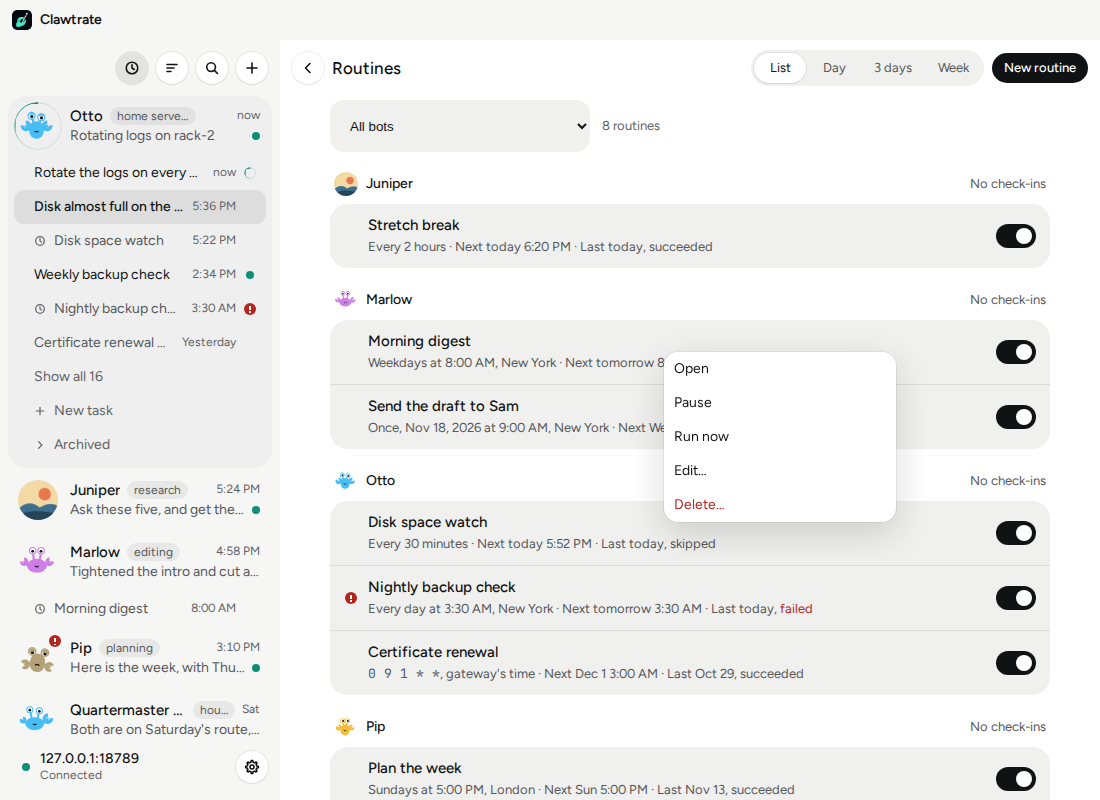 Clawtrate
Routines
List
Day
3 days
Week
New routine
Otto
home serve...
now
Rotating logs on rack-2
Rotate the logs on every ...
now
Disk almost full on the ...
5:36 PM
Disk space watch
5:22 PM
Weekly backup check
2:34 PM
Nightly backup ch...
3:30 AM
Certificate renewal ...
Yesterday
Show all 16
New task
Archived
Juniper
research
5:24 PM
Ask these five, and get the...
Marlow
editing
4:58 PM
Tightened the intro and cut a...
Morning digest
8:00 AM
Pip
planning
3:10 PM
Here is the week, with Thu...
Quartermaster ...
hou...
Sat
Both are on Saturday's route,...
127.0.0.1:18789
Connected
All bots
8 routines
Juniper
No check-ins
Stretch break
Every 2 hours · Next today 6:20 PM · Last today, succeeded
Marlow
No check-ins
Morning digest
Weekdays at 8:00 AM, New York · Next tomorrow 8
Send the draft to Sam
Once, Nov 18, 2026 at 9:00 AM, New York · Next We
Open
Pause
Run now
Edit...
Delete...
Otto
No check-ins
Disk space watch
Every 30 minutes · Next today 5:52 PM · Last today, skipped
Nightly backup check
Every day at 3:30 AM, New York · Next tomorrow 3:30 AM · Last today, failed
Certificate renewal
0 9 1 * *, gateway's time · Next Dec 1 3:00 AM · Last Oct 29, succeeded
Pip
No check-ins
Plan the week
Sundays at 5:00 PM, London · Next Sun 5:00 PM · Last Nov 13, succeeded